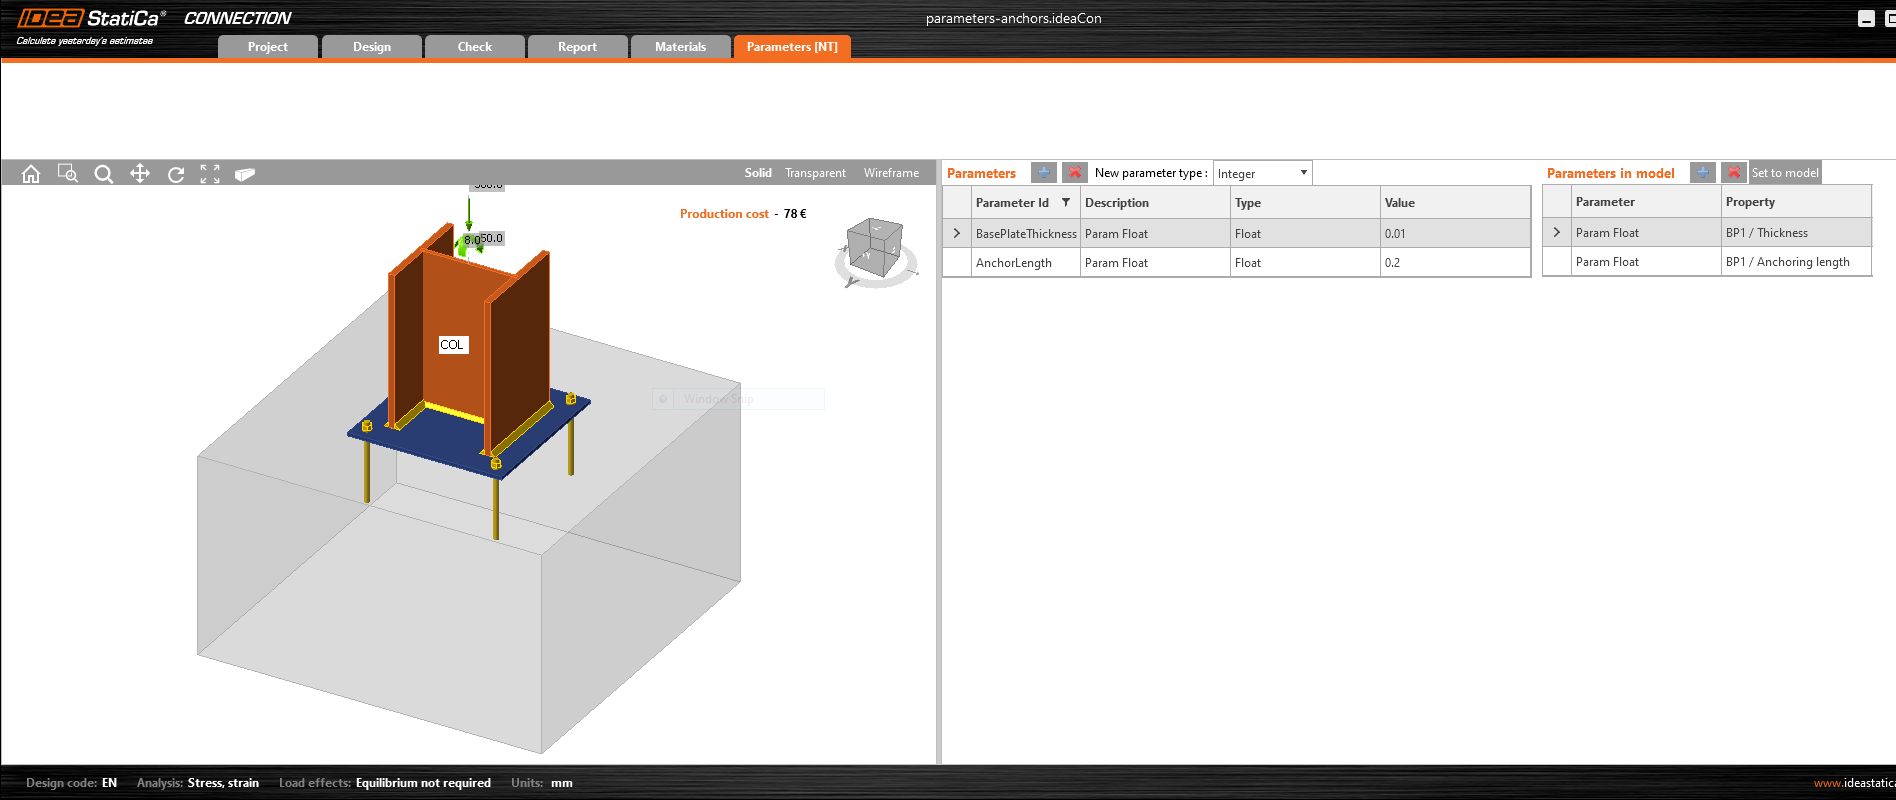 IDEA StatiCa® CONNECTION
Calculate yesterday's estimates
parameters-anchors.ideaCon
Project Design Check Report Materials Parameters [NT]
Solid Transparent Wireframe
Parameters New parameter type : Integer
Parameters in model Set to model
Production cost - 78 €
Parameter Id Description Type Value
BasePlateThickness Param Float Float 0.01
AnchorLength Param Float Float 0.2
Parameter Property
Param Float BP1 / Thickness
Param Float BP1 / Anchoring length
8.0
50.0
COL
Window Snip
Design code: EN Analysis: Stress, strain Load effects: Equilibrium not required Units: mm
www.ideastatica